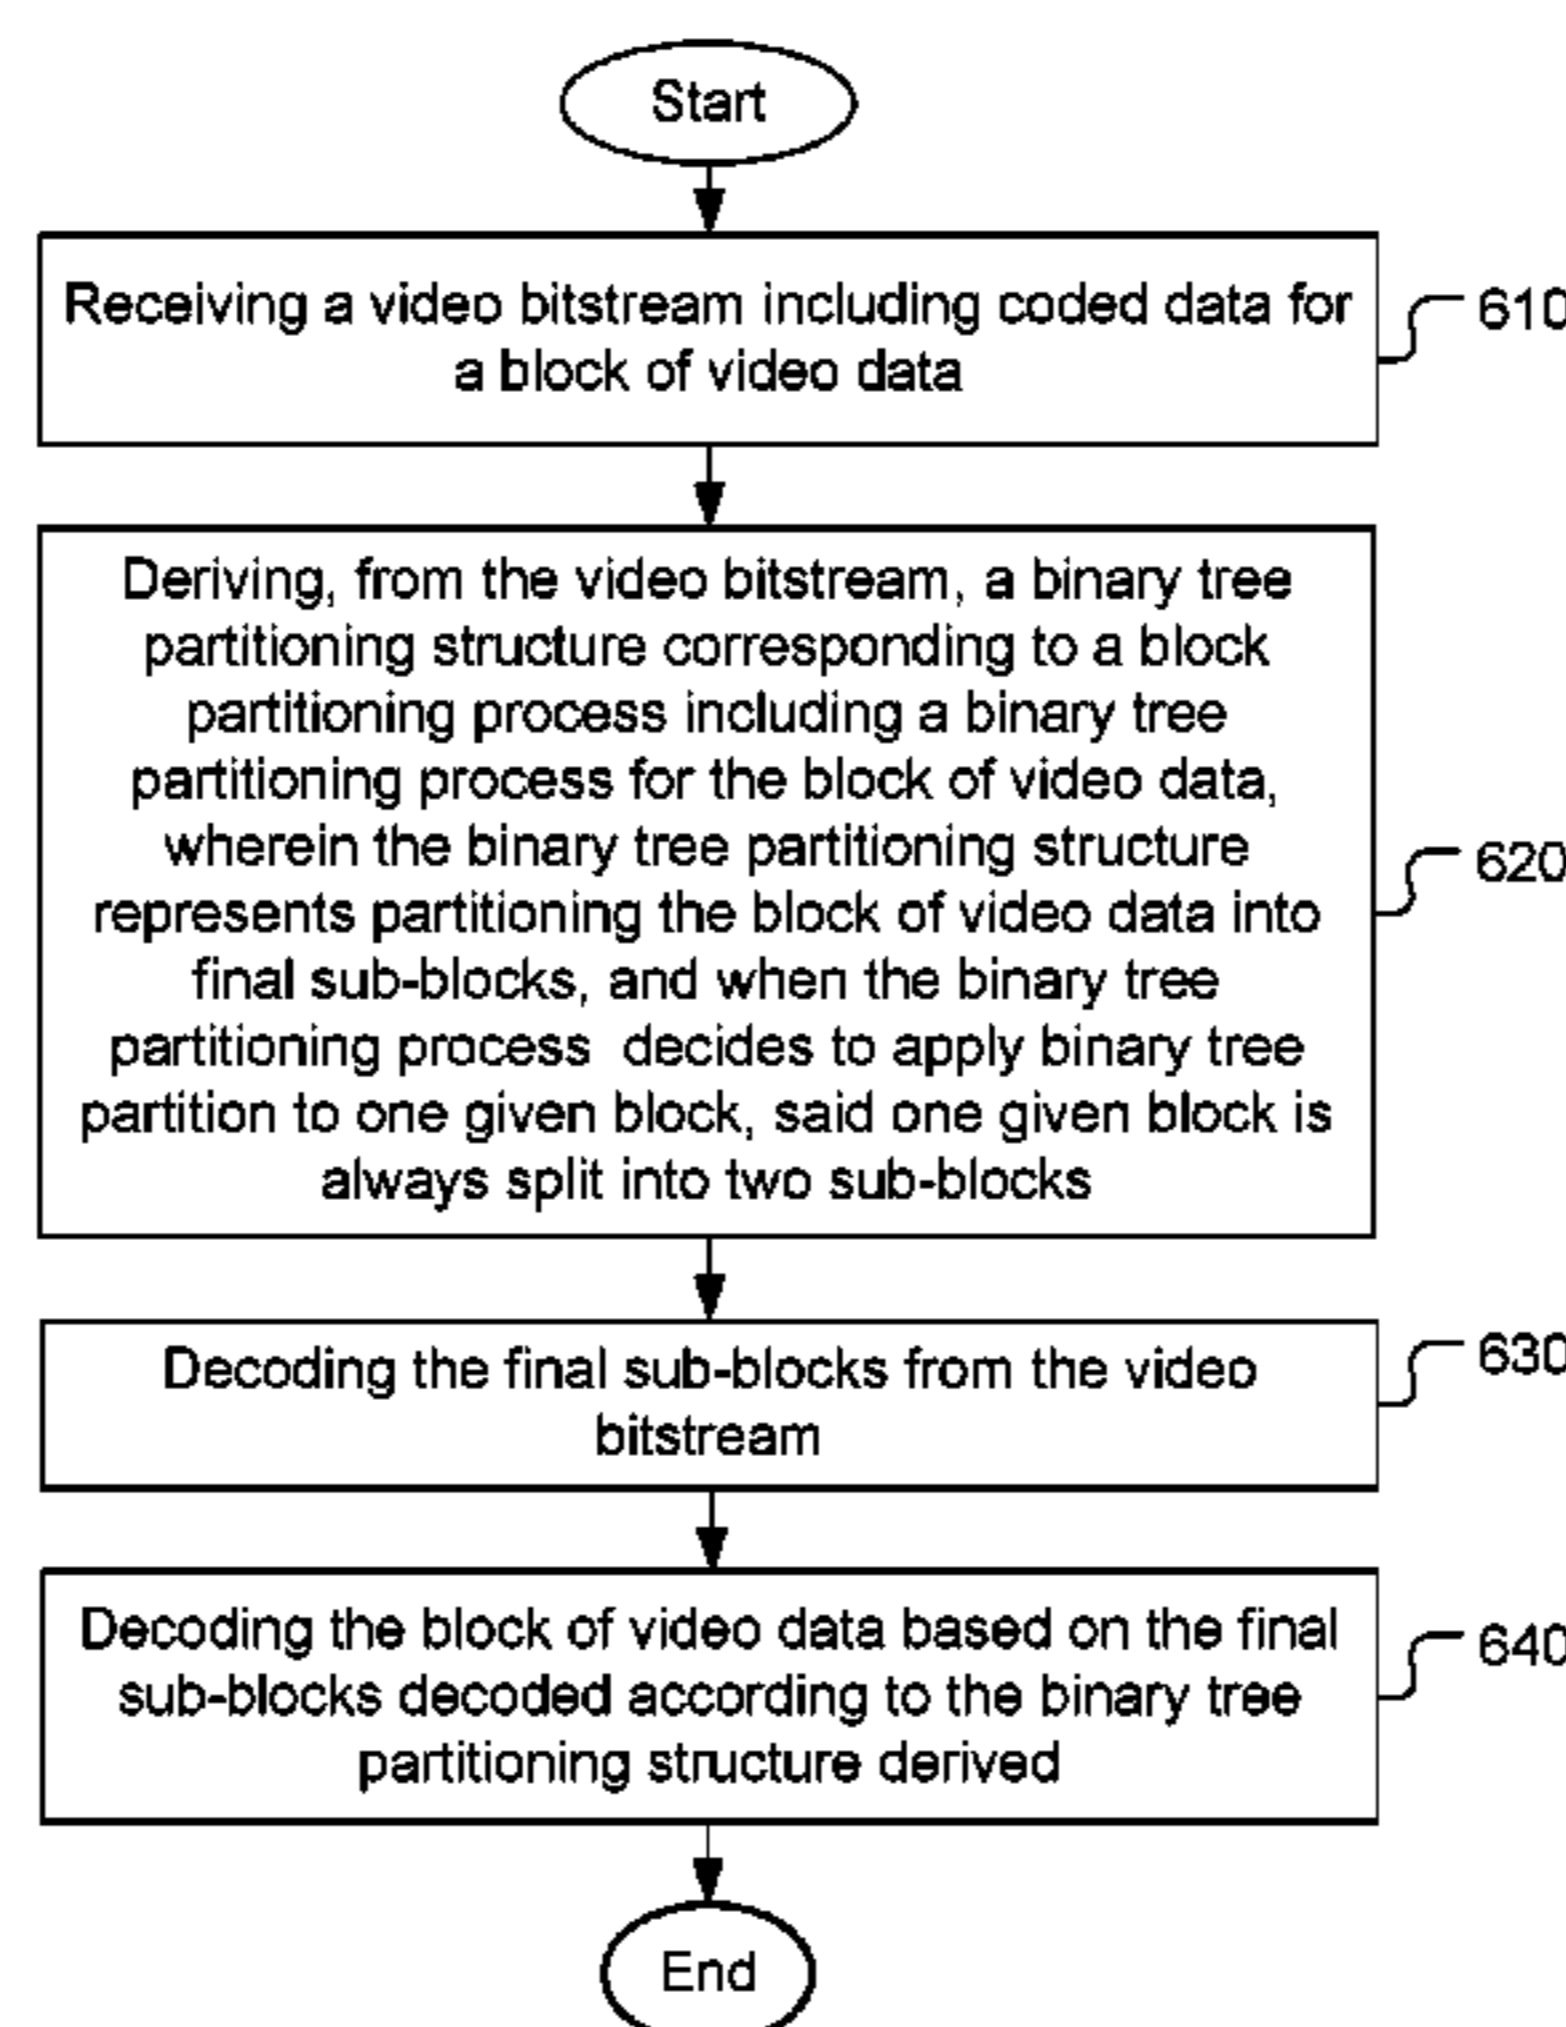 Start
Receiving a video bitstream including coded data for
a block of video data
610
Deriving, from the video bitstream, a binary tree
partitioning structure corresponding to a block
partitioning process including a binary tree
partitioning process for the block of video data,
wherein the binary tree partitioning structure
represents partitioning the block of video data into
final sub-blocks, and when the binary tree
partitioning process decides to apply binary tree
partition to one given block, said one given block is
always split into two sub-blocks
620
Decoding the final sub-blocks from the video
bitstream
630
Decoding the block of video data based on the final
sub-blocks decoded according to the binary tree
partitioning structure derived
640
End